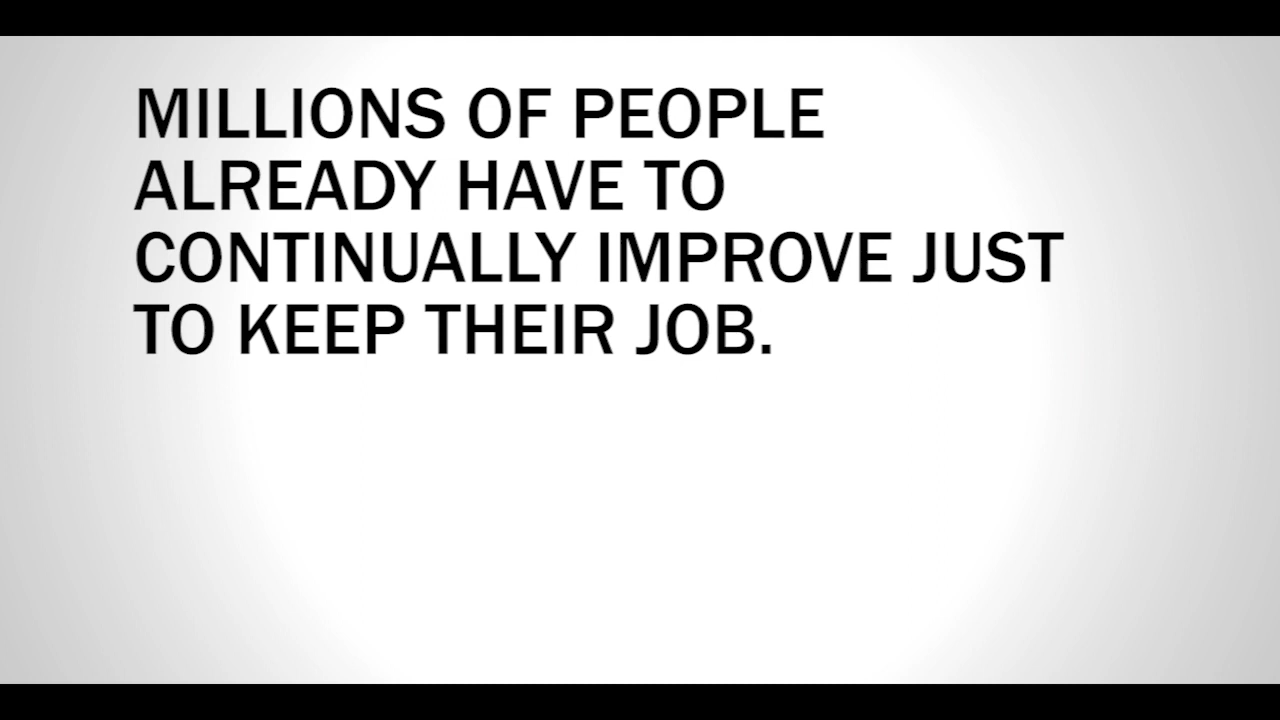 MILLIONS OF PEOPLE
ALREADY HAVE TO
CONTINUALLY IMPROVE JUST
TO KEEP THEIR JOB.